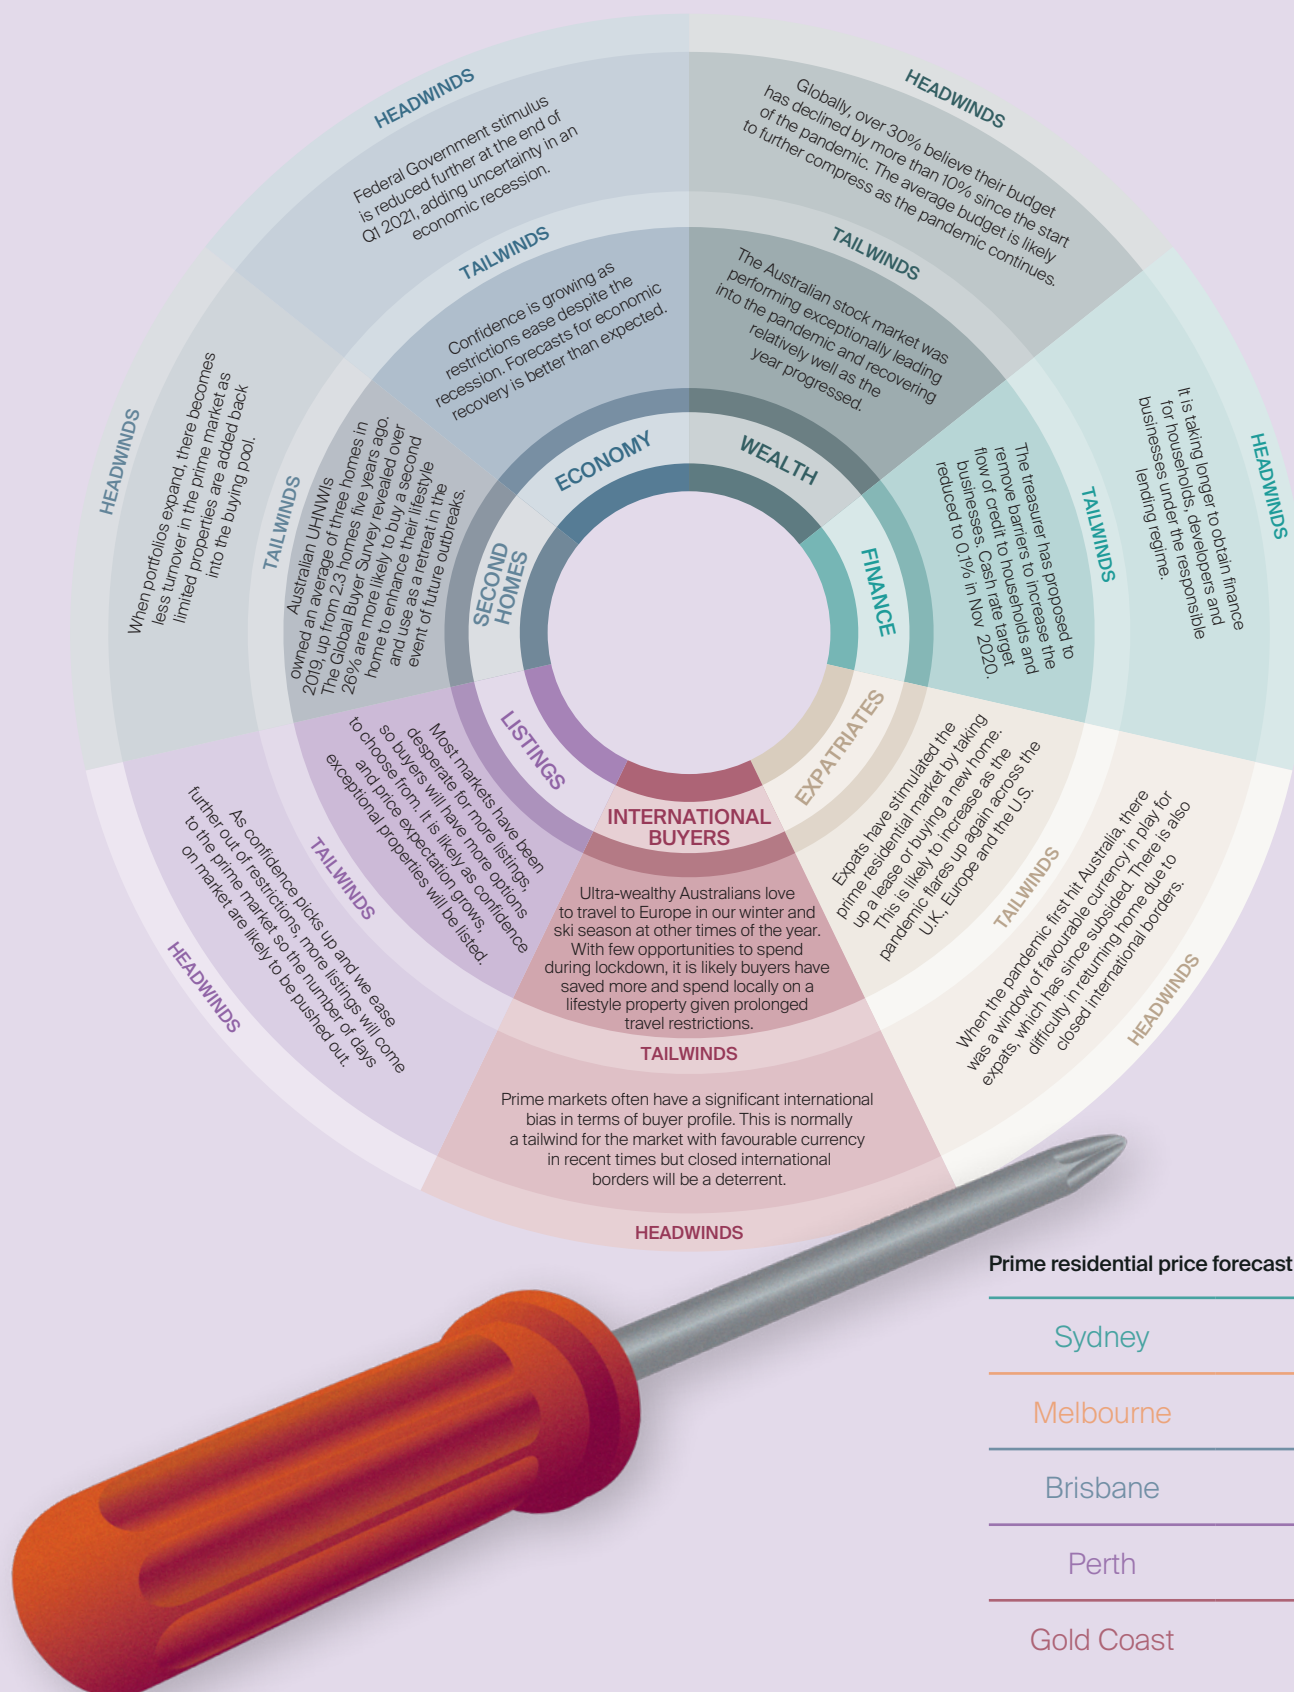 HEADWINDS
Federal Government stimulus
is reduced further at the end of
Q1 2021, adding uncertainty in an
economic recession.
TAILWINDS
Confidence is growing as
restrictions ease despite the
recession. Forecasts for economic
recovery is better than expected.
ECONOMY
HEADWINDS
Globally, over 30% believe their budget
has declined by more than 10% since the start
of the pandemic. The average budget is likely
to further compress as the pandemic continues.
TAILWINDS
The Australian stock market was
performing exceptionally leading
into the pandemic and recovering
relatively well as the
year progressed.
WEALTH
HEADWINDS
It is taking longer to obtain finance
for households, developers and
businesses under the responsible
lending regime.
TAILWINDS
The treasurer has proposed to
remove barriers to increase the
flow of credit to households and
businesses. Cash rate target
reduced to 0.1% in Nov 2020.
FINANCE
EXPATRIATES
Expats have stimulated the
prime residential market by taking
up a lease or buying a new home.
This is likely to increase as the
pandemic flares up again across the
U.K., Europe and the U.S.
TAILWINDS
When the pandemic first hit Australia, there
was a window of favourable currency in play for
expats, which has since subsided. There is also
difficulty in returning home due to
closed international borders.
HEADWINDS
INTERNATIONAL
BUYERS
Ultra-wealthy Australians love
to travel to Europe in our winter and
ski season at other times of the year.
With few opportunities to spend
during lockdown, it is likely buyers have
saved more and spend locally on a
lifestyle property given prolonged
travel restrictions.
TAILWINDS
Prime markets often have a significant international
bias in terms of buyer profile. This is normally
a tailwind for the market with favourable currency
in recent times but closed international
borders will be a deterrent.
HEADWINDS
LISTINGS
Most markets have been
desperate for more listings,
so buyers will have more options
to choose from. It is likely as confidence
and price expectation grows,
exceptional properties will be listed.
TAILWINDS
As confidence picks up and we ease
further out of restrictions, more listings will come
to the prime market so the number of days
on market are likely to be pushed out.
HEADWINDS
HEADWINDS
When portfolios expand, there becomes
less turnover in the prime market as
limited properties are added back
into the buying pool.
TAILWINDS
Australian UHNWIs
owned an average of three homes in
2019, up from 2.3 homes five years ago.
The Global Buyer Survey revealed over
26% are more likely to buy a second
home to enhance their lifestyle
and use as a retreat in the
event of future outbreaks.
SECOND
HOMES
Prime residential price forecast
Sydney
Melbourne
Brisbane
Perth
Gold Coast